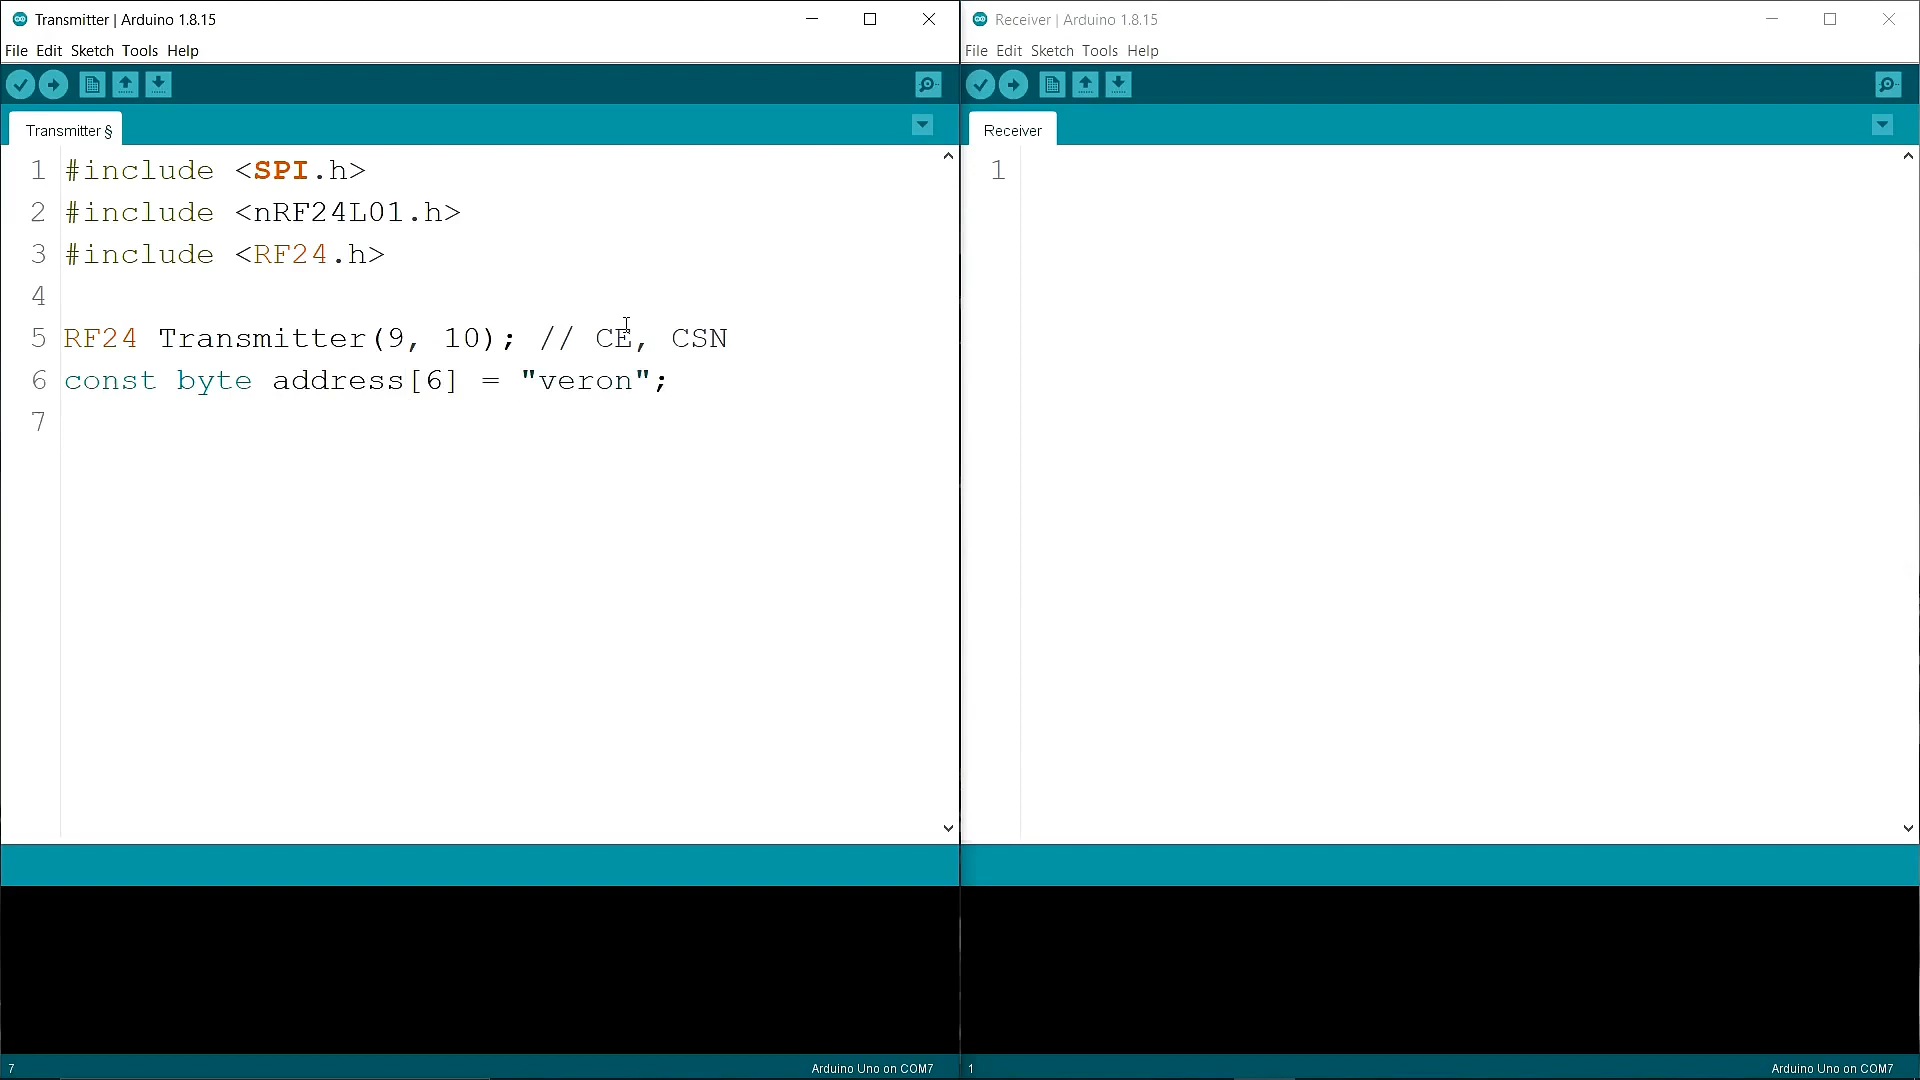 Transmitter | Arduino 1.8.15
File Edit Sketch Tools Help
Transmitter §
1 #include <SPI.h>
2 #include <nRF24L01.h>
3 #include <RF24.h>
4
5 RF24 Transmitter(9, 10); // CE, CSN
6 const byte address[6] = "veron";
7
7 Arduino Uno on COM7
Receiver | Arduino 1.8.15
File Edit Sketch Tools Help
Receiver
1
1 Arduino Uno on COM7